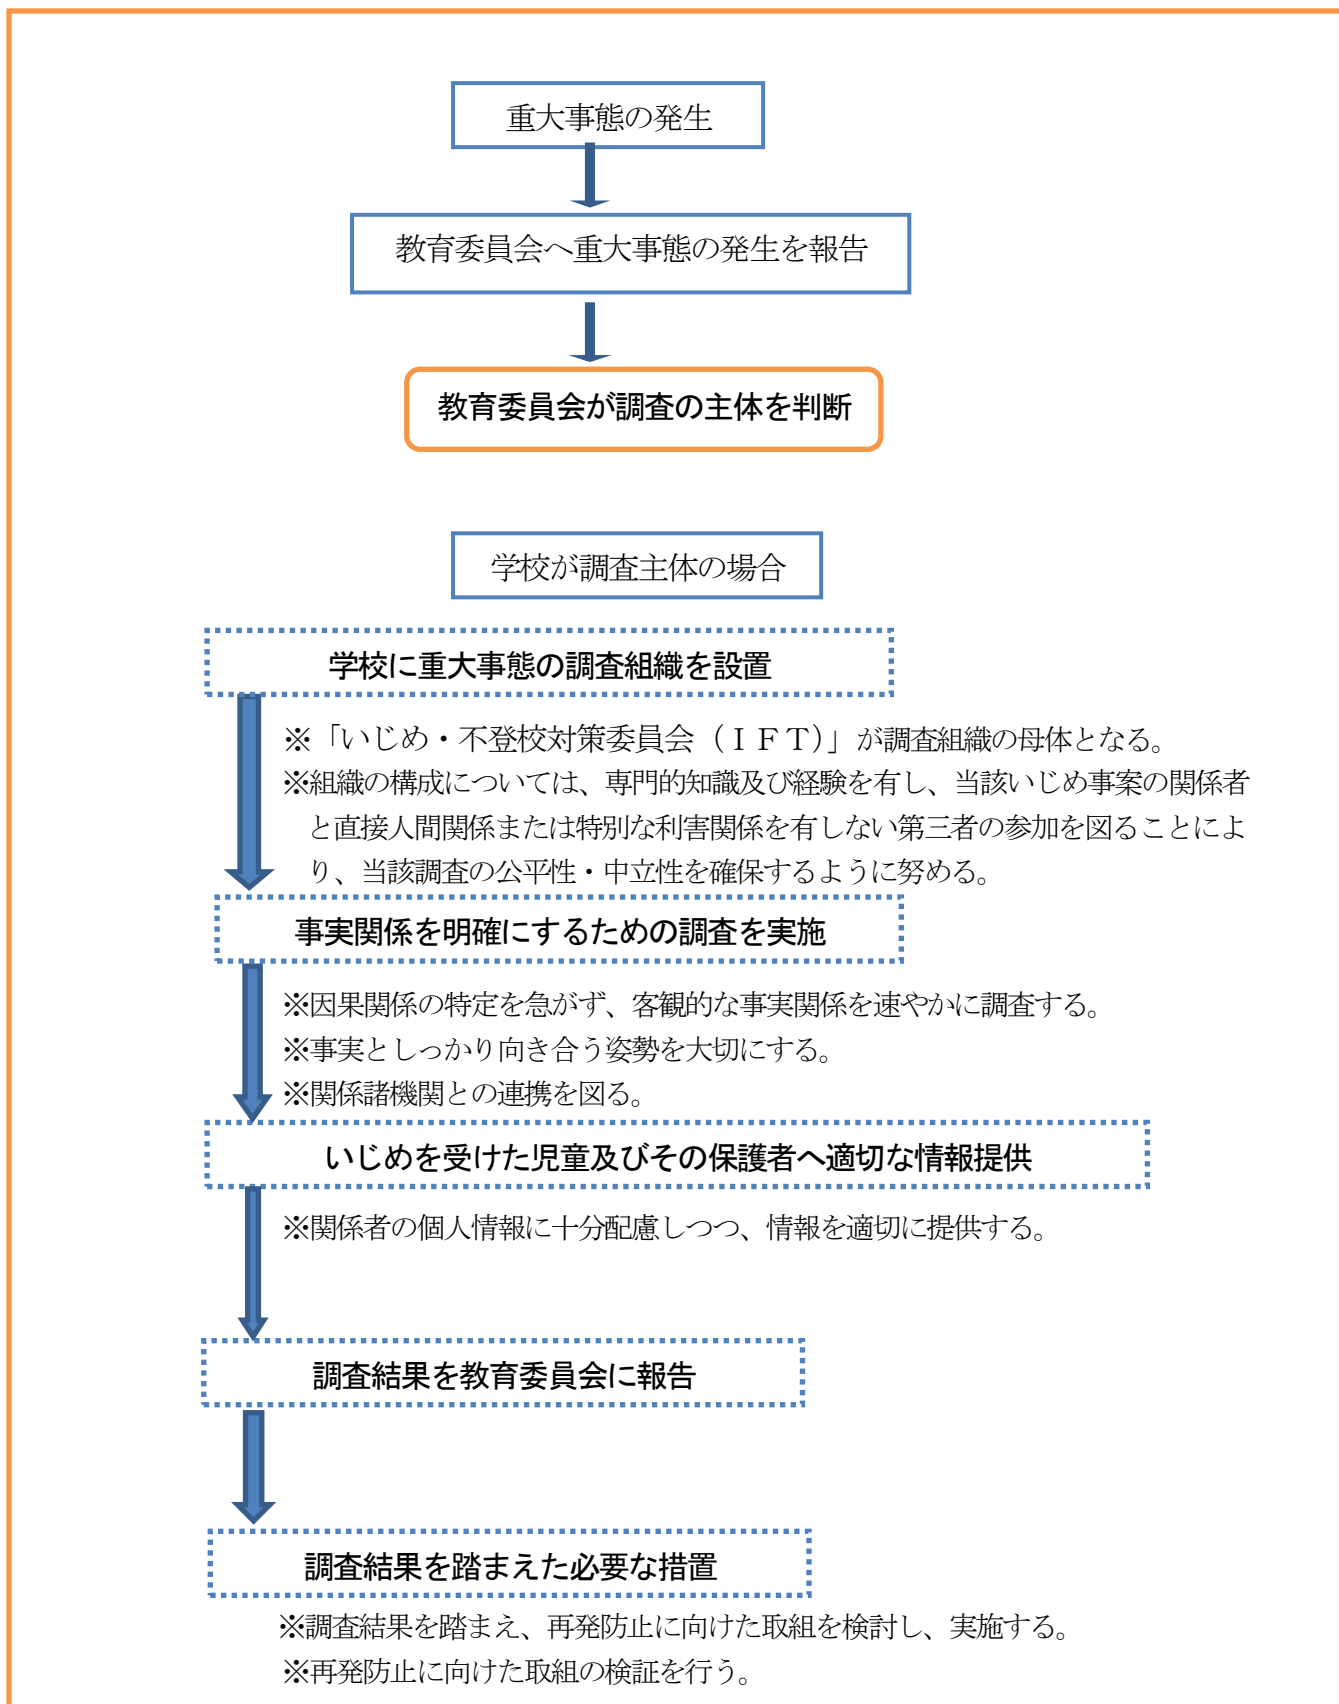 重大事態の発生
教育委員会へ重大事態の発生を報告
教育委員会が調査の主体を判断
学校が調査主体の場合
学校に重大事態の調査組織を設置
※「いじめ・不登校対策委員会（ＩＦＴ）」が調査組織の母体となる。
※組織の構成については、専門的知識及び経験を有し、当該いじめ事案の関係者
と直接人間関係または特別な利害関係を有しない第三者の参加を図ることによ
り、当該調査の公平性・中立性を確保するように努める。
事実関係を明確にするための調査を実施
※因果関係の特定を急がず、客観的な事実関係を速やかに調査する。
※事実としっかり向き合う姿勢を大切にする。
※関係諸機関との連携を図る。
いじめを受けた児童及びその保護者へ適切な情報提供
※関係者の個人情報に十分配慮しつつ、情報を適切に提供する。
調査結果を教育委員会に報告
調査結果を踏まえた必要な措置
※調査結果を踏まえ、再発防止に向けた取組を検討し、実施する。
※再発防止に向けた取組の検証を行う。